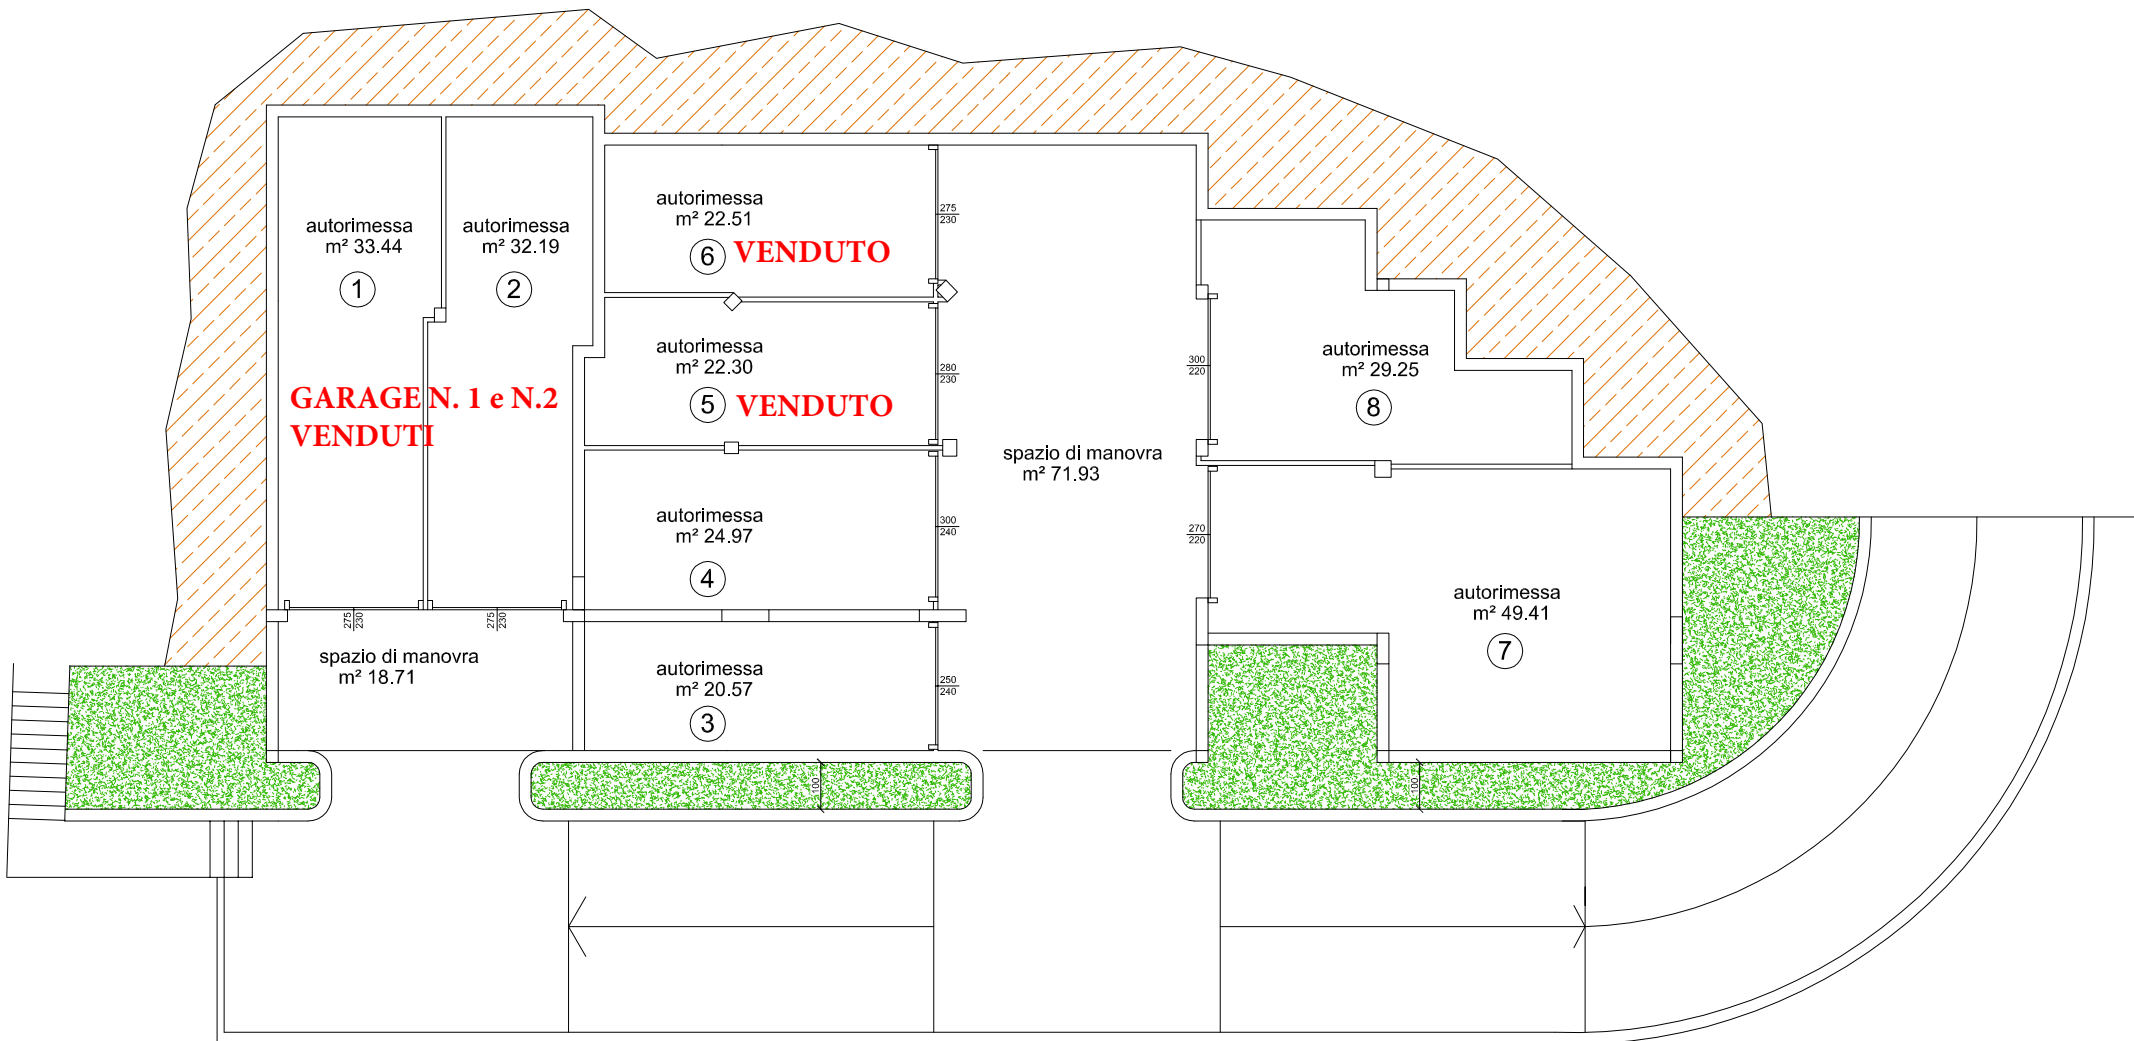 autorimessa
m² 33.44
1
autorimessa
m² 32.19
2
GARAGE N. 1 e N.2
VENDUTI
275
230
275
230
spazio di manovra
m² 18.71
autorimessa
m² 22.51
6 VENDUTO
275
230
autorimessa
m² 22.30
5 VENDUTO
280
230
autorimessa
m² 24.97
4
300
240
autorimessa
m² 20.57
3
250
240
100
spazio di manovra
m² 71.93
300
220
autorimessa
m² 29.25
8
270
220
autorimessa
m² 49.41
7
100